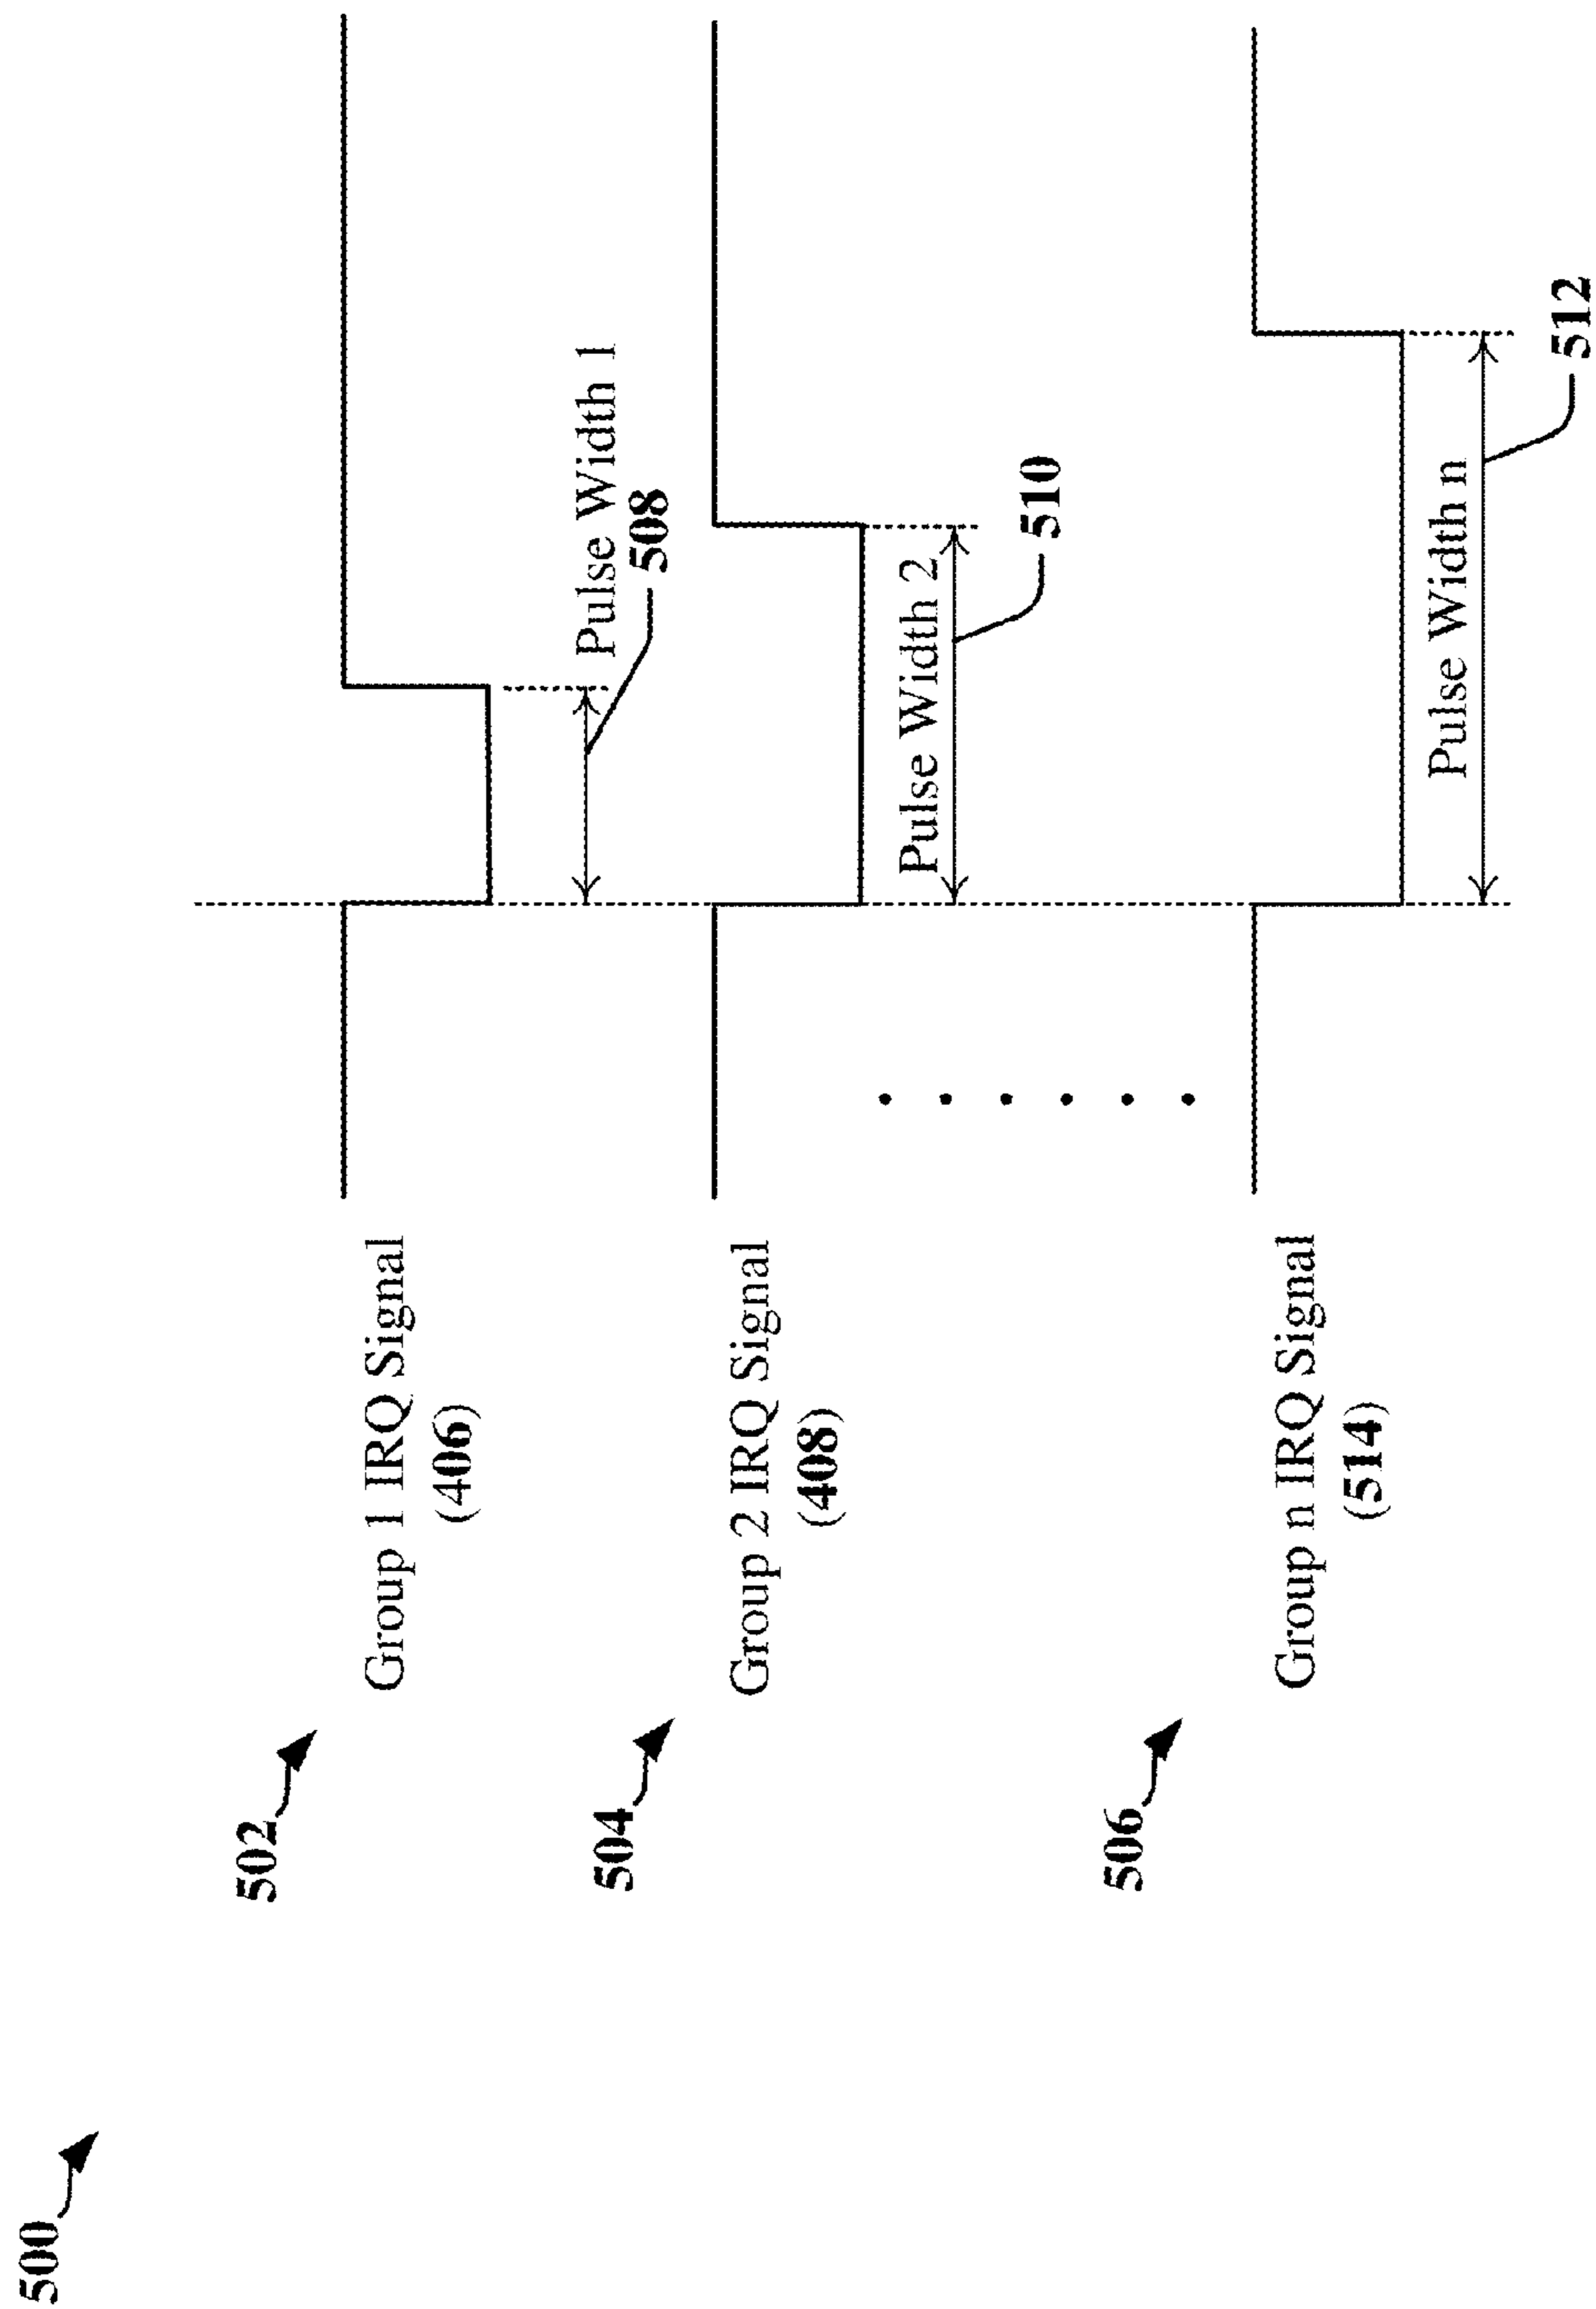 500
502
Group 1 IRQ Signal
(406)
Pulse Width 1
508
504
Group 2 IRQ Signal
(408)
Pulse Width 2
510
506
Group n IRQ Signal
(514)
Pulse Width n
512